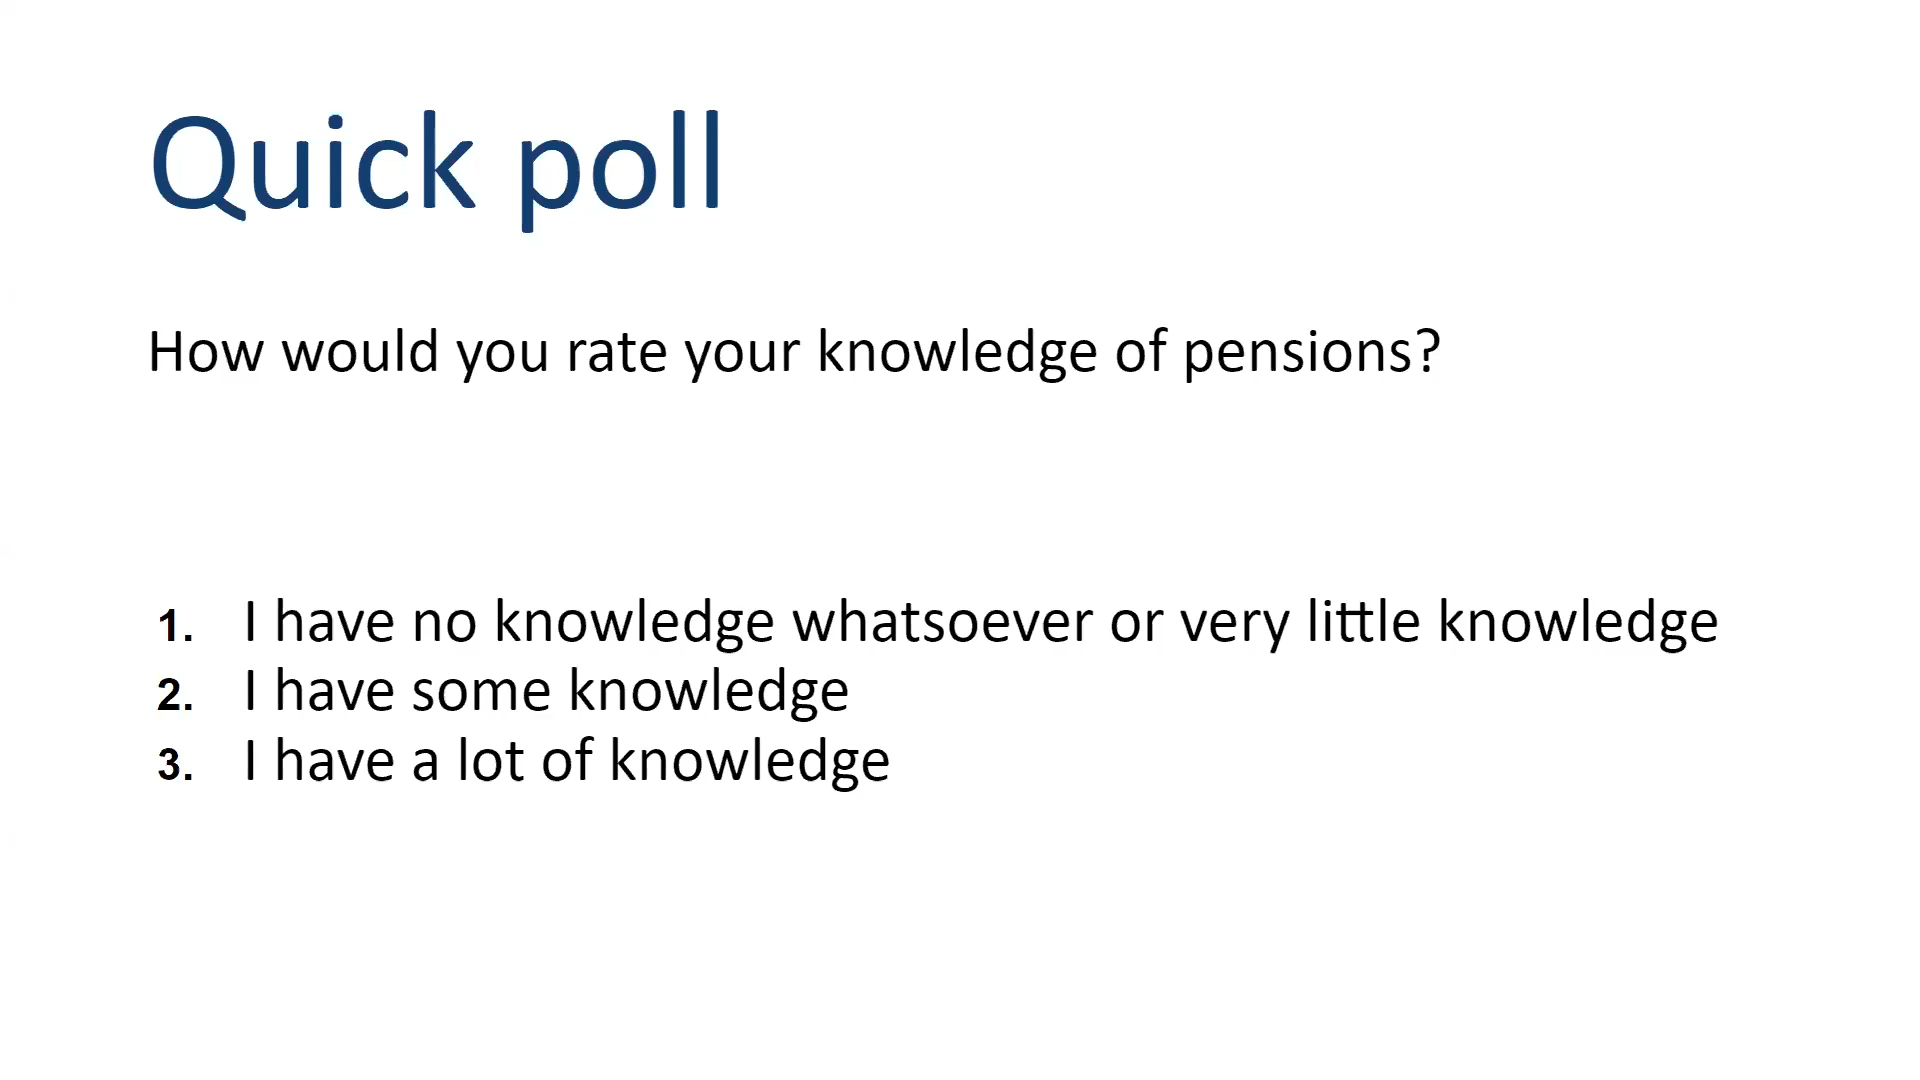 Quick poll
How would you rate your knowledge of pensions?
1. I have no knowledge whatsoever or very little knowledge
2. I have some knowledge
3. I have a lot of knowledge